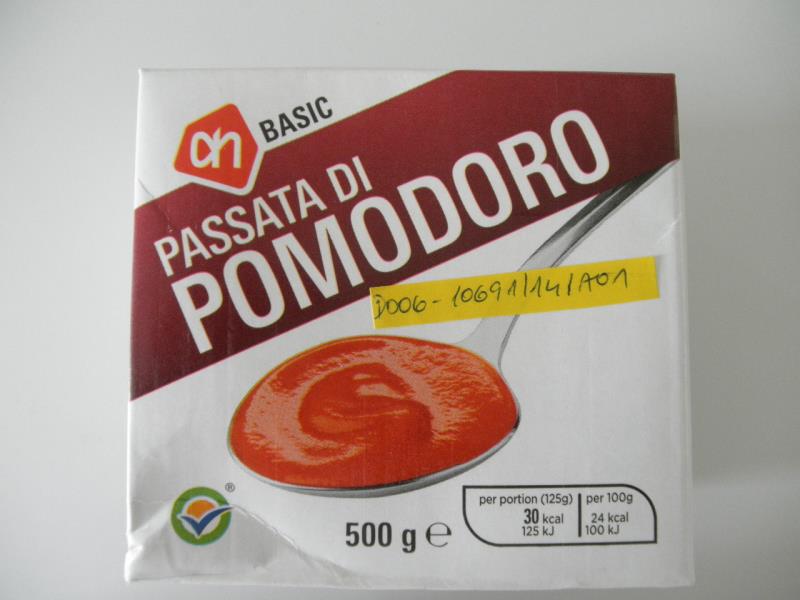 ah BASIC
PASSATA DI
POMODORO
D006-10691/14/A01
®
500 g ℮
per portion (125g) per 100g
30 kcal 24 kcal
125 kJ 100 kJ